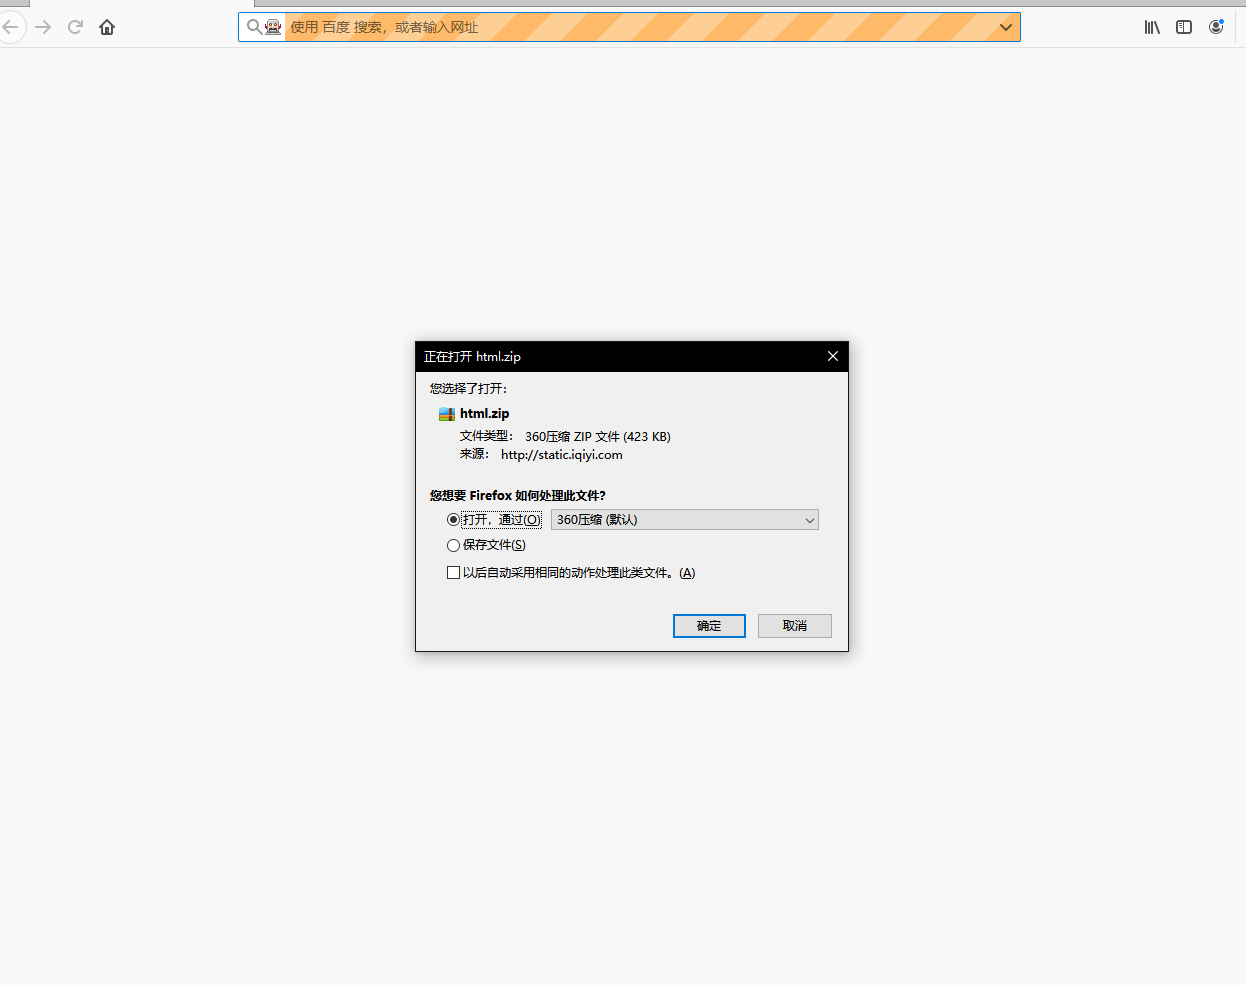 使用 百度 搜索，或者输入网址
正在打开 html.zip
您选择了打开：
html.zip
文件类型： 360压缩 ZIP 文件 (423 KB)
来源： http://static.iqiyi.com
您想要 Firefox 如何处理此文件？
打开，通过(O) 360压缩 (默认)
保存文件(S)
以后自动采用相同的动作处理此类文件。(A)
确定 取消